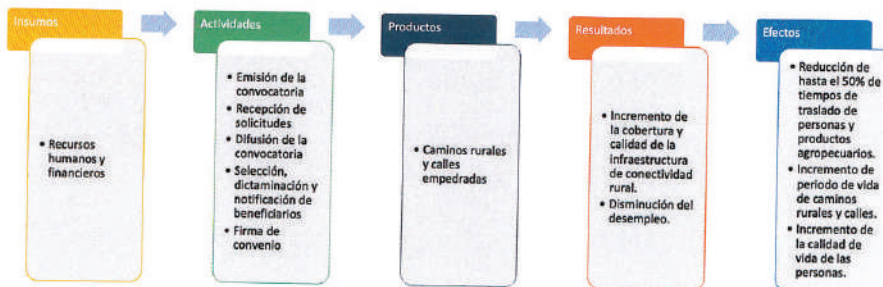 Insumos
• Recursos
humanos y
financieros
Actividades
• Emisión de la
convocatoria
• Recepción de
solicitudes
• Difusión de la
convocatoria
• Selección,
dictaminación y
notificación de
beneficiarios
• Firma de
convenio
Productos
• Caminos rurales
y calles
empedradas
Resultados
• Incremento de
la cobertura y
calidad de la
infraestructura
de conectividad
rural.
• Disminución del
desempleo.
Efectos
• Reducción de
hasta el 50% de
tiempos de
traslado de
personas y
productos
agropecuarios.
• Incremento de
periodo de vida
de caminos
rurales y calles.
• Incremento de
la calidad de
vida de las
personas.